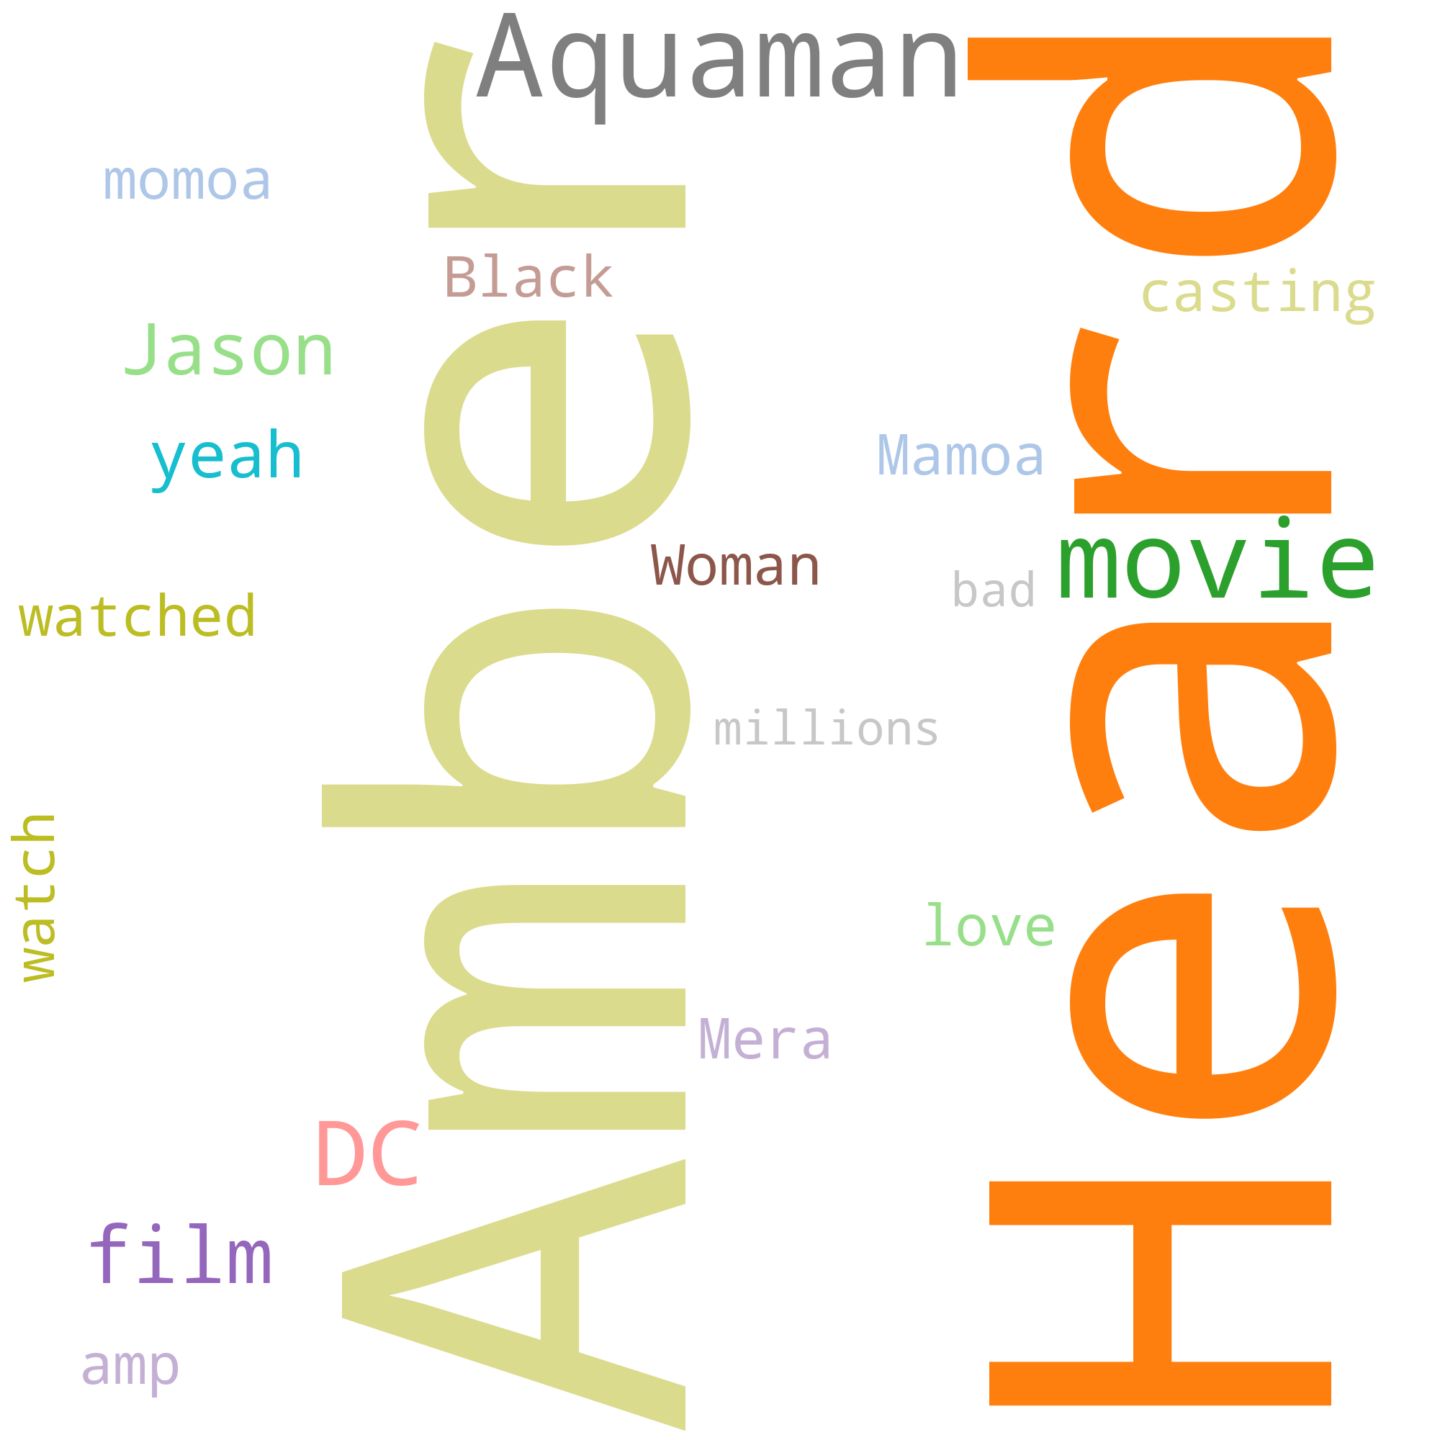 Aquaman
momoa
Black
casting
Jason
yeah
Mamoa
Woman
movie
bad
watched
millions
watch
love
Mera
DC
film
amp
Amber
Heard